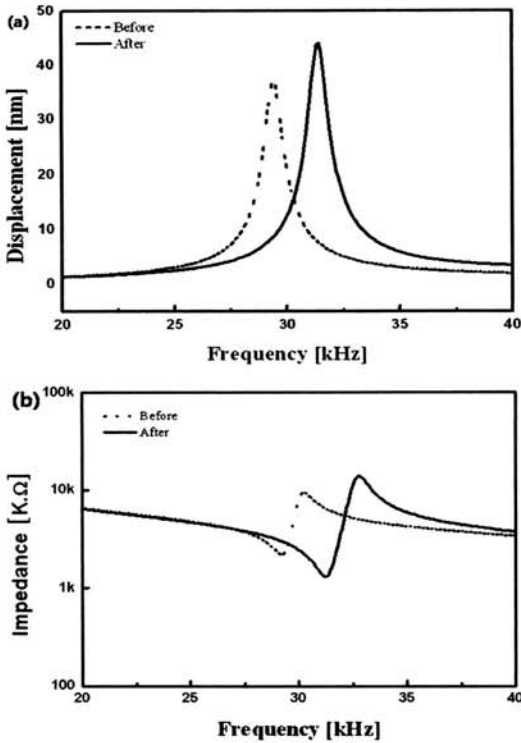 (a)
50
Before
After
40
30
20
10
0
Displacement [nm]
20 25 30 35 40
Frequency [kHz]
(b)
100k
Before
After
10k
1k
100
Impedance [K.Ω]
20 25 30 35 40
Frequency [kHz]